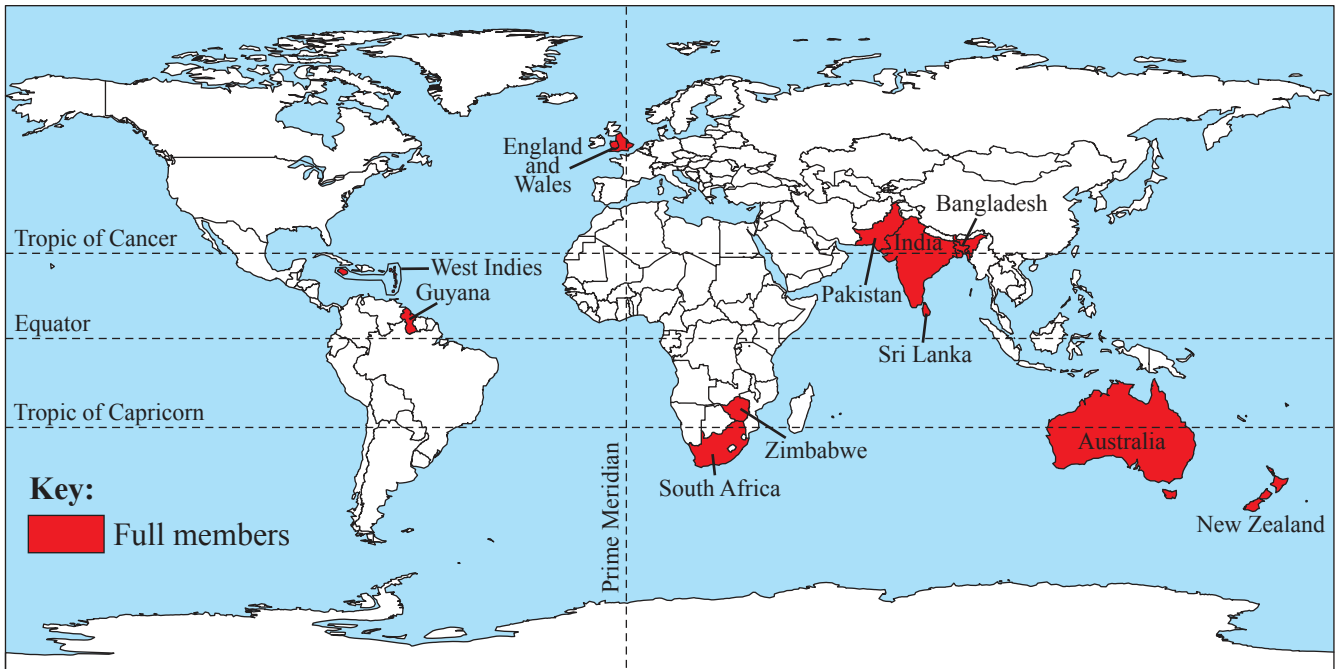 England
and
Wales
Bangladesh
Tropic of Cancer
India
West Indies
Guyana
Pakistan
Equator
Sri Lanka
Tropic of Capricorn
Australia
Zimbabwe
Key:
South Africa
Full members
New Zealand
Prime Meridian